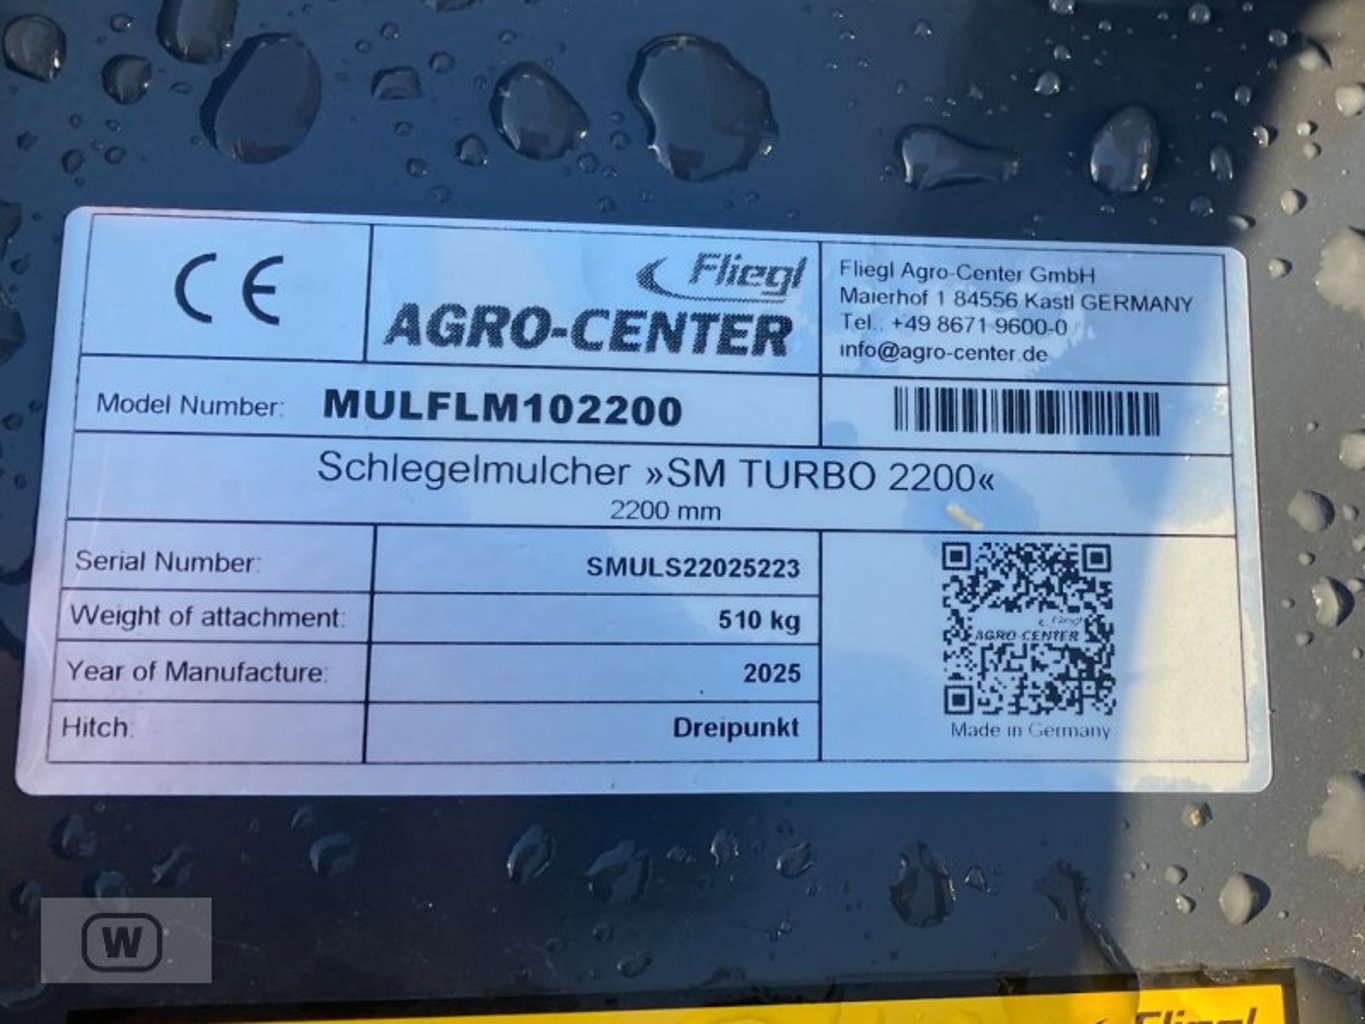 CE
Fliegl
AGRO-CENTER
Fliegl Agro-Center GmbH
Maierhof 1 84556 Kastl GERMANY
Tel.: +49 8671 9600-0
info@agro-center.de
Model Number: MULFLM102200
Schlegelmulcher »SM TURBO 2200«
2200 mm
Serial Number: SMULS22025223
Weight of attachment: 510 kg
Year of Manufacture: 2025
Hitch: Dreipunkt
Fliegl
AGRO-CENTER
Made in Germany
W
Fliegl